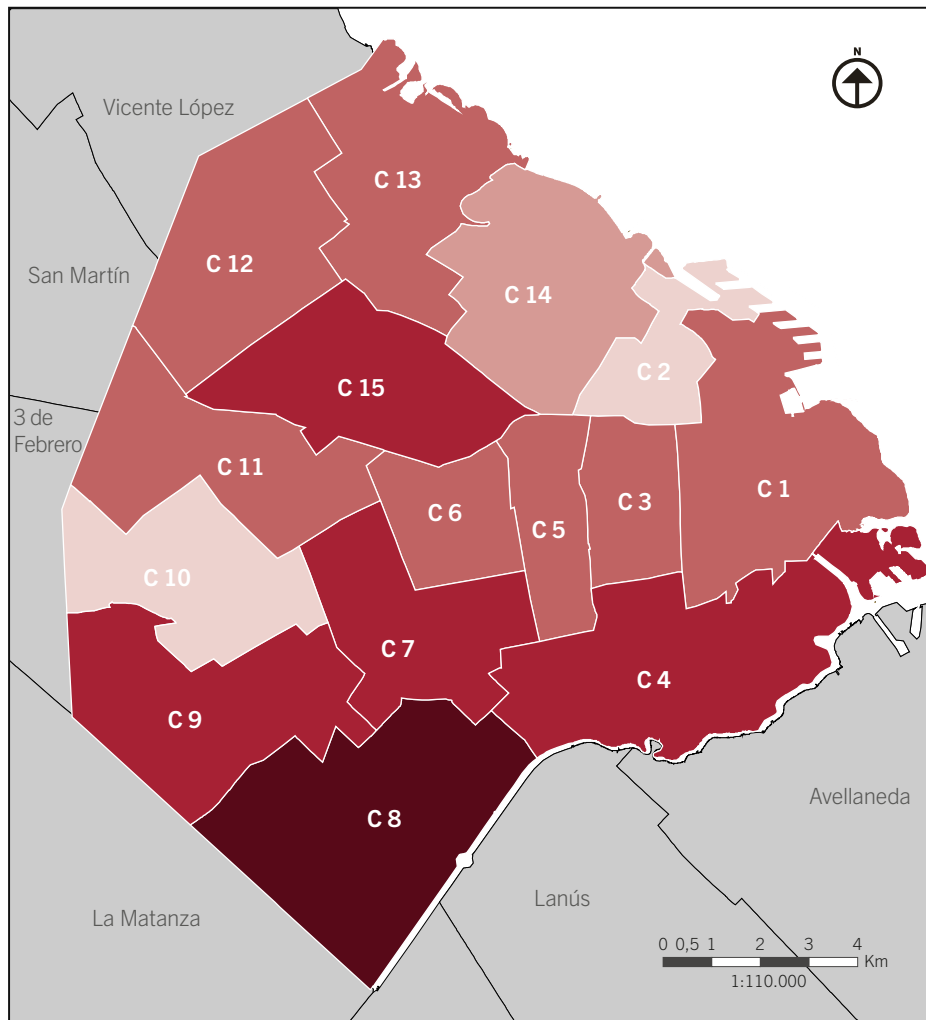 N
Vicente López
C 13
C 12
San Martín
C 14
C 2
C 15
3 de
Febrero
C 11
C 1
C 6
C 3
C 5
C 10
C 7
C 4
C 9
Avellaneda
C 8
Lanús
La Matanza
0 0,5 1 2 3 4
Km
1:110.000